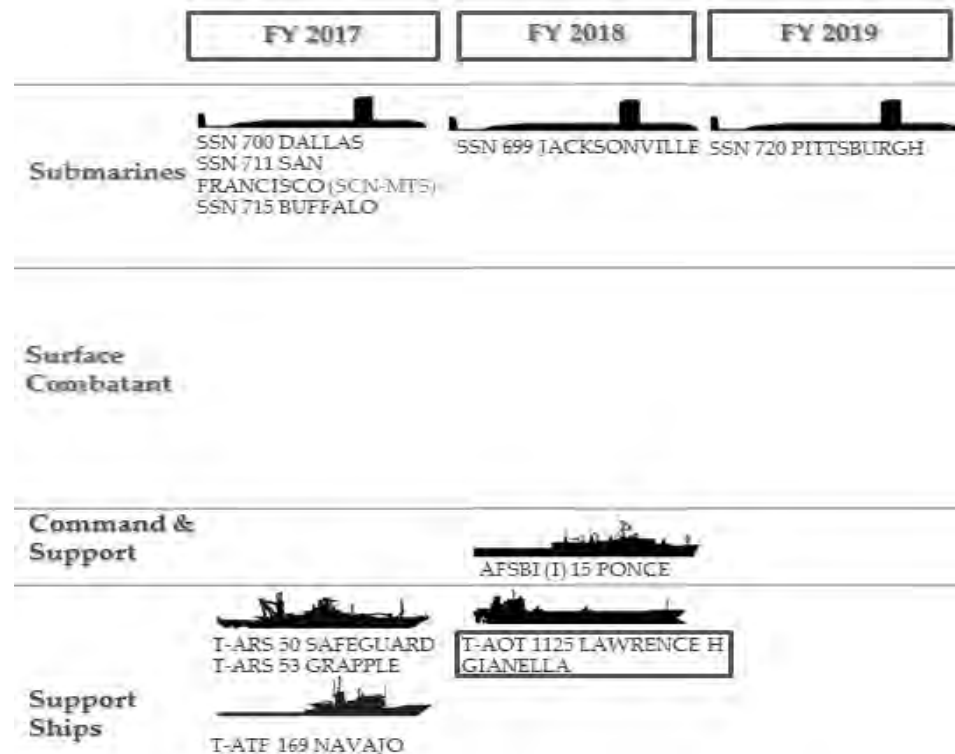 FY 2017
FY 2018
FY 2019
Submarines
SSN 700 DALLAS
SSN 711 SAN
FRANCISCO (SCN-MTS)
SSN 715 BUFFALO
SSN 699 JACKSONVILLE
SSN 720 PITTSBURGH
Surface
Combatant
Command &
Support
AFSBI (I) 15 PONCE
Support
Ships
T-ARS 50 SAFEGUARD
T-ARS 53 GRAPPLE
T-ATF 169 NAVAJO
T-AOT 1125 LAWRENCE H
GIANELLA